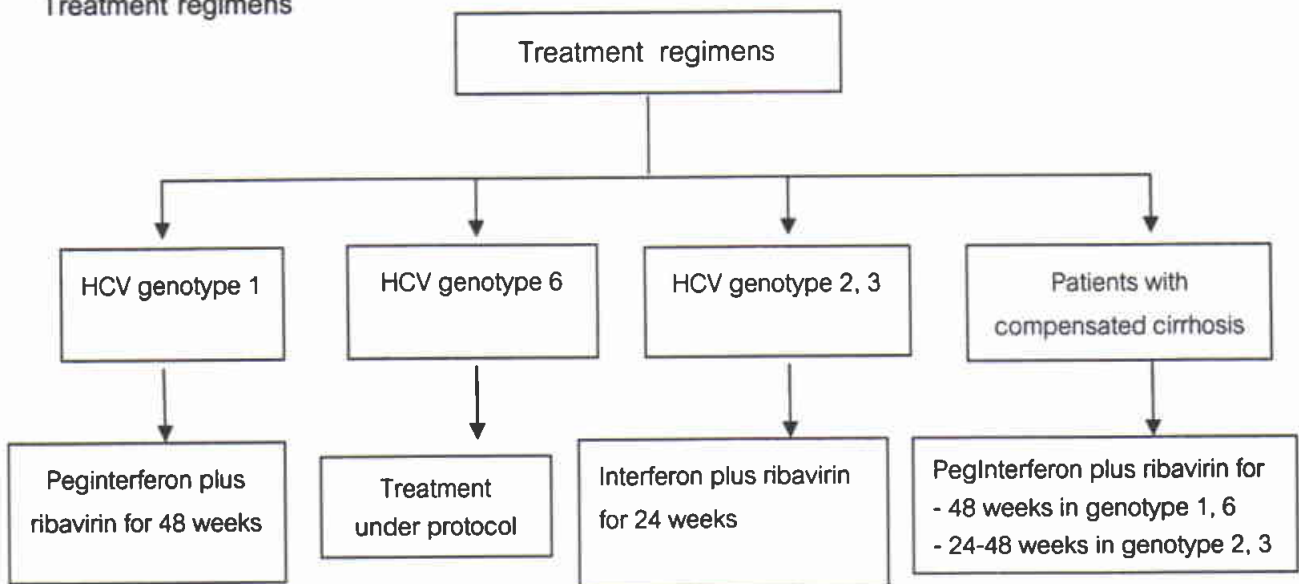 Treatment regimens
Treatment regimens
HCV genotype 1
HCV genotype 6
HCV genotype 2, 3
Patients with
compensated cirrhosis
Peginterferon plus
ribavirin for 48 weeks
Treatment
under protocol
Interferon plus ribavirin
for 24 weeks
PegInterferon plus ribavirin for
- 48 weeks in genotype 1, 6
- 24-48 weeks in genotype 2, 3